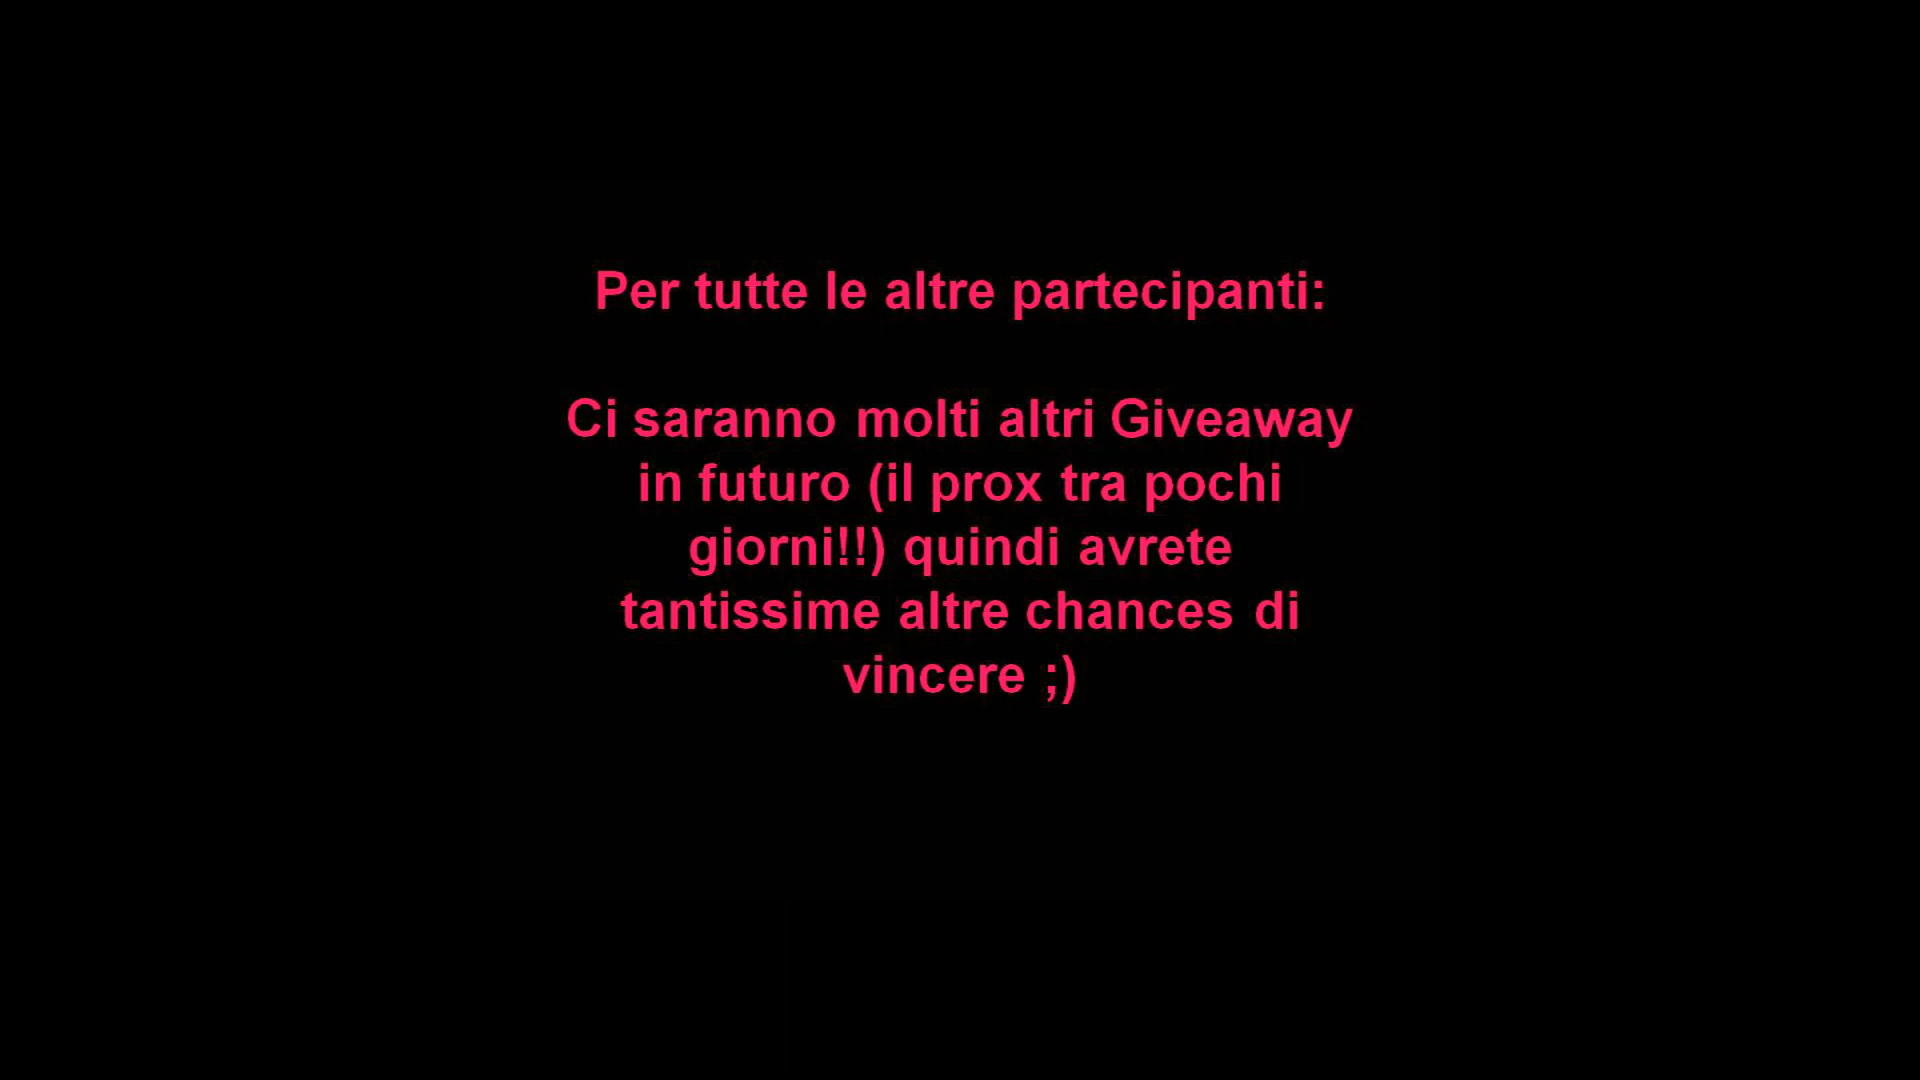 Per tutte le altre partecipanti:
Ci saranno molti altri Giveaway
in futuro (il prox tra pochi
giorni!!) quindi avrete
tantissime altre chances di
vincere ;)